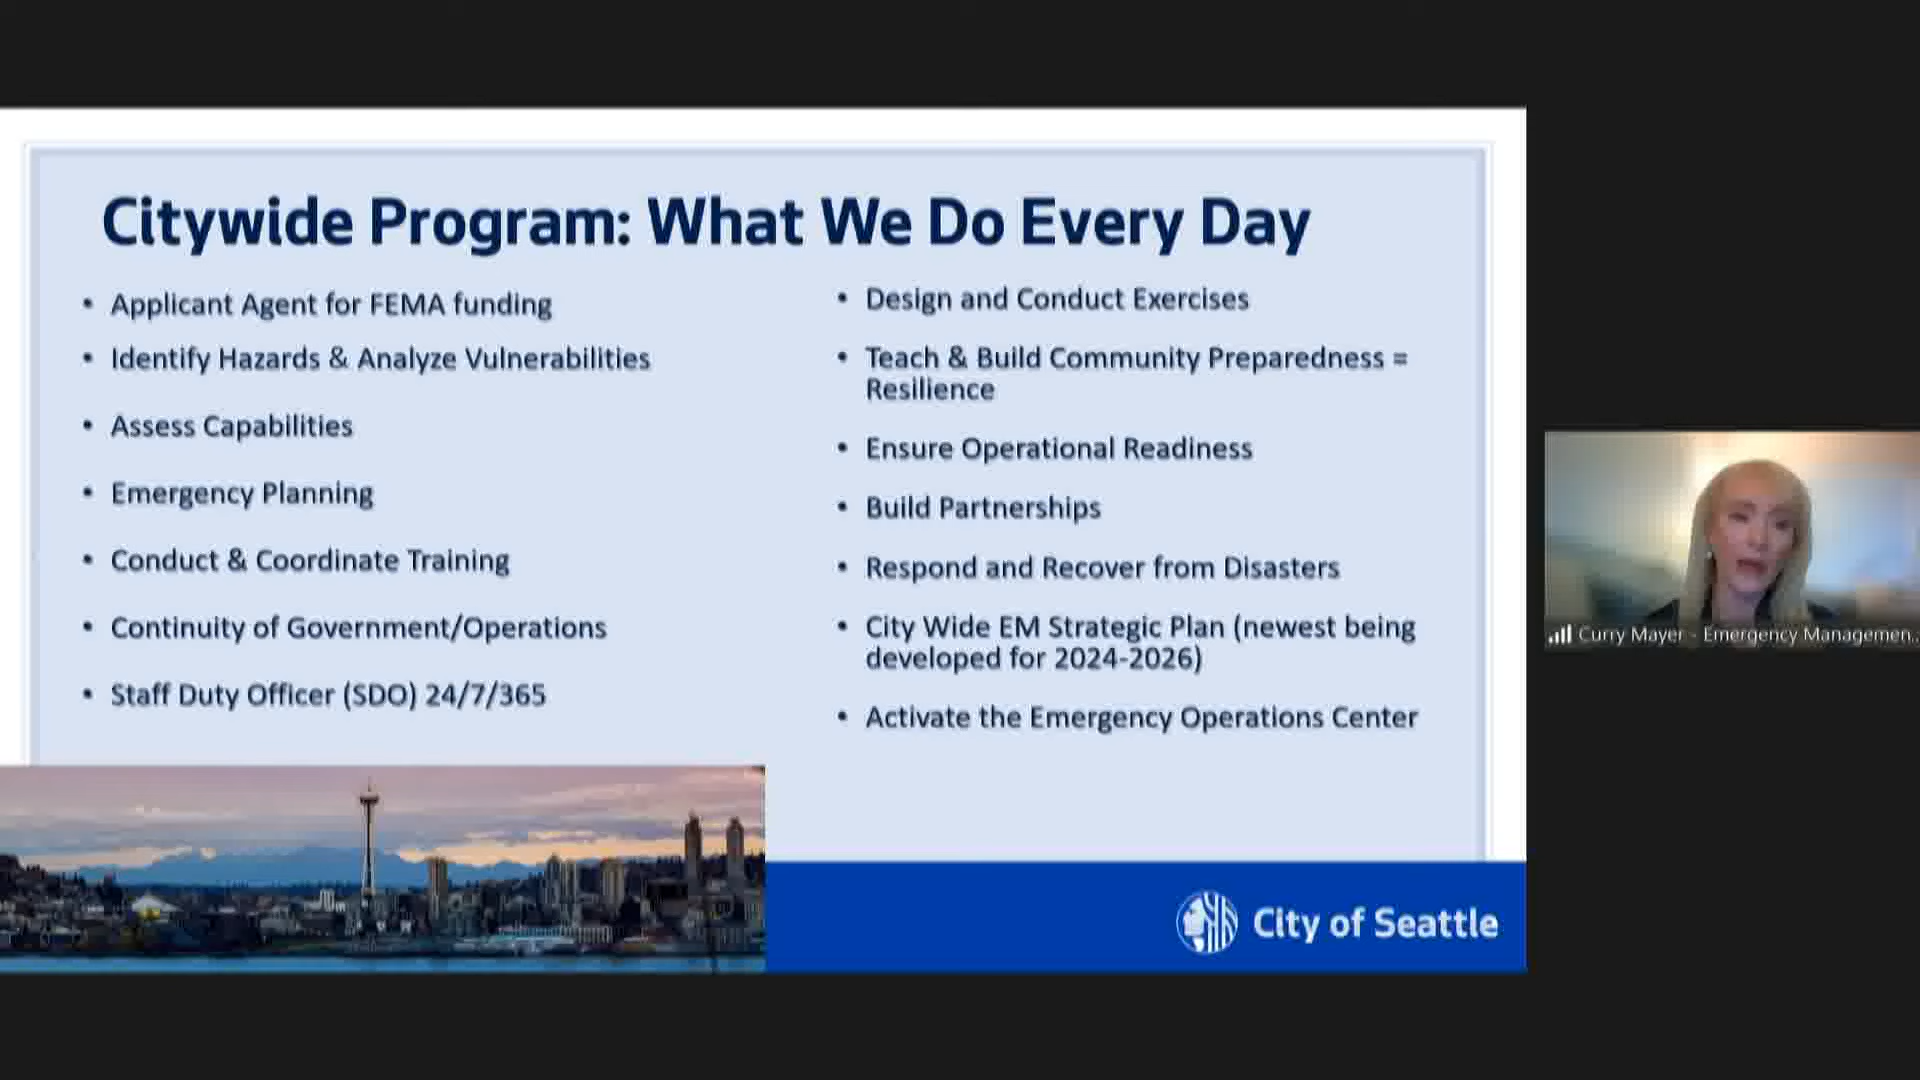 Citywide Program: What We Do Every Day
• Applicant Agent for FEMA funding
• Identify Hazards & Analyze Vulnerabilities
• Assess Capabilities
• Emergency Planning
• Conduct & Coordinate Training
• Continuity of Government/Operations
• Staff Duty Officer (SDO) 24/7/365
• Design and Conduct Exercises
• Teach & Build Community Preparedness =
Resilience
• Ensure Operational Readiness
• Build Partnerships
• Respond and Recover from Disasters
• City Wide EM Strategic Plan (newest being
developed for 2024-2026)
• Activate the Emergency Operations Center
City of Seattle
Curry Mayer - Emergency Managemen...